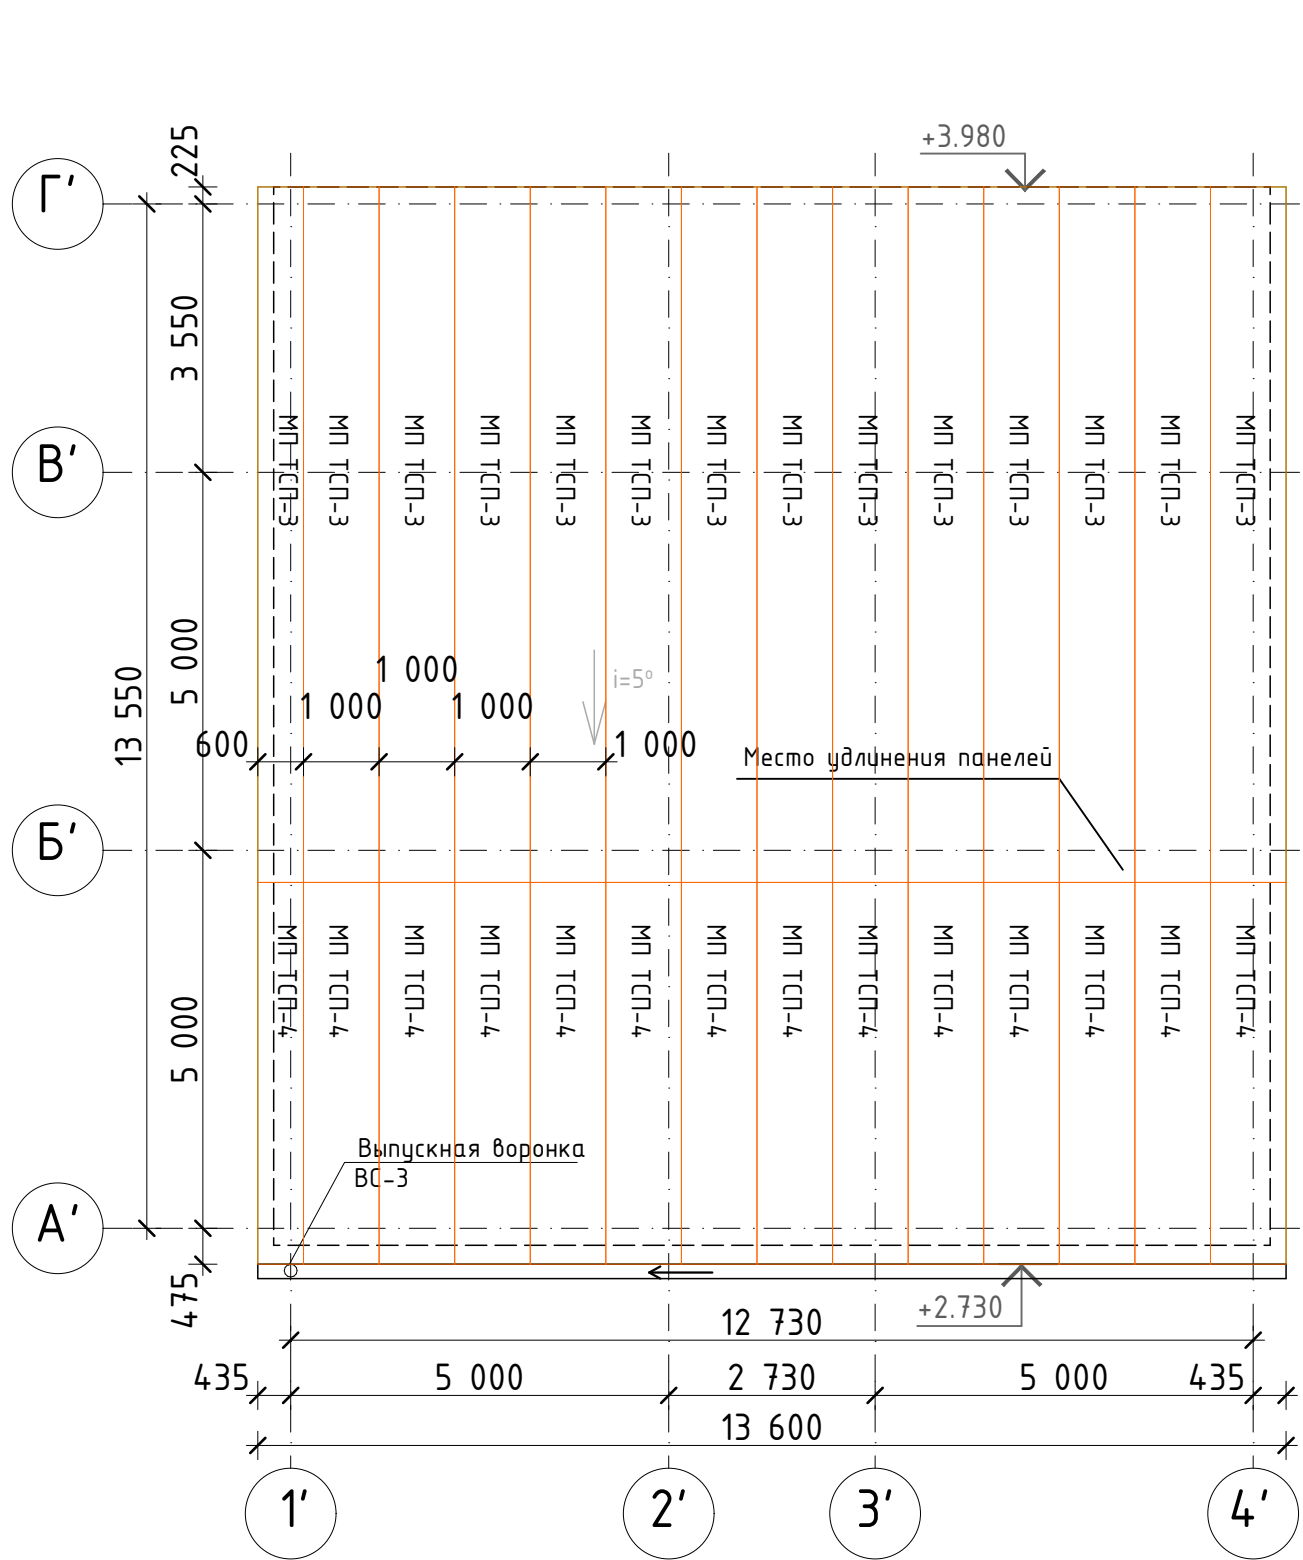 +3.980
225
Г'
3 550
В'
МП ТСП-3
МП ТСП-3
МП ТСП-3
МП ТСП-3
МП ТСП-3
МП ТСП-3
МП ТСП-3
МП ТСП-3
МП ТСП-3
МП ТСП-3
МП ТСП-3
МП ТСП-3
МП ТСП-3
МП ТСП-3
5 000
13 550
1 000
i=5°
1 000
1 000
600
1 000
Место удлинения панелей
Б'
МП ТСП-4
МП ТСП-4
МП ТСП-4
МП ТСП-4
МП ТСП-4
МП ТСП-4
МП ТСП-4
МП ТСП-4
МП ТСП-4
МП ТСП-4
МП ТСП-4
МП ТСП-4
МП ТСП-4
МП ТСП-4
5 000
Выпускная воронка
ВС-3
А'
475
+2.730
12 730
435
5 000
2 730
5 000
435
13 600
1'
2'
3'
4'